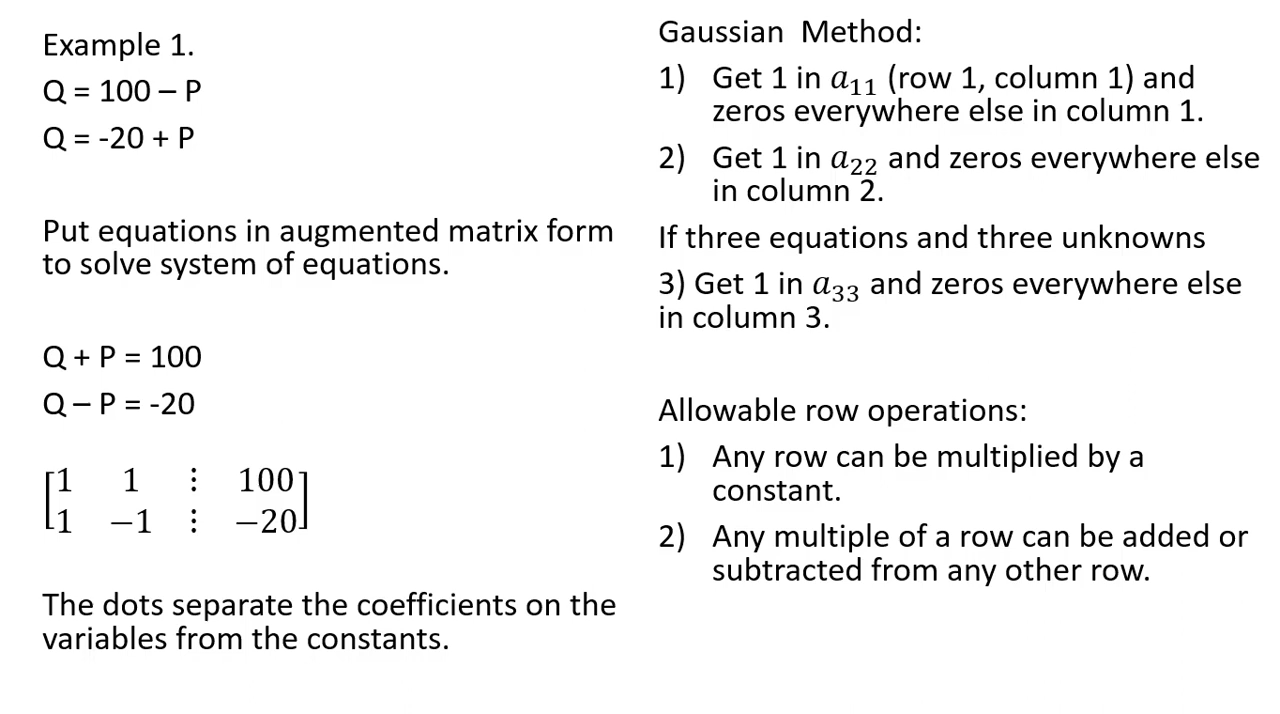 Example 1.
Q = 100 – P
Q = -20 + P
Put equations in augmented matrix form
to solve system of equations.
Q + P = 100
Q – P = -20
[1 1 ⋮ 100]
[1 −1 ⋮ −20]
The dots separate the coefficients on the
variables from the constants.
Gaussian Method:
1) Get 1 in a₁₁ (row 1, column 1) and
zeros everywhere else in column 1.
2) Get 1 in a₂₂ and zeros everywhere else
in column 2.
If three equations and three unknowns
3) Get 1 in a₃₃ and zeros everywhere else
in column 3.
Allowable row operations:
1) Any row can be multiplied by a
constant.
2) Any multiple of a row can be added or
subtracted from any other row.